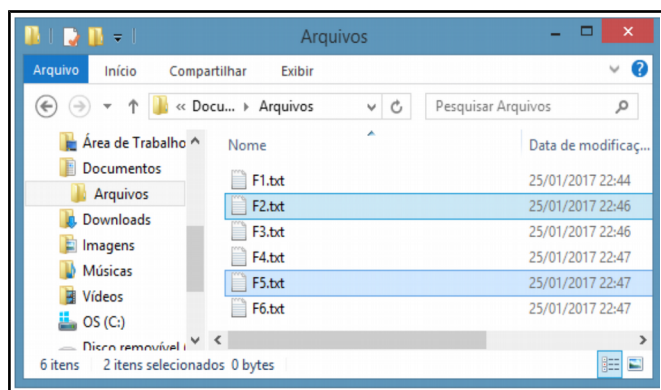 Arquivos
Arquivo Início Compartilhar Exibir
« Docu... Arquivos Pesquisar Arquivos
Área de Trabalho
Documentos
Arquivos
Downloads
Imagens
Músicas
Vídeos
OS (C:)
Disco removível (
Nome Data de modificaç...
F1.txt 25/01/2017 22:44
F2.txt 25/01/2017 22:46
F3.txt 25/01/2017 22:46
F4.txt 25/01/2017 22:47
F5.txt 25/01/2017 22:47
F6.txt 25/01/2017 22:47
6 itens 2 itens selecionados 0 bytes